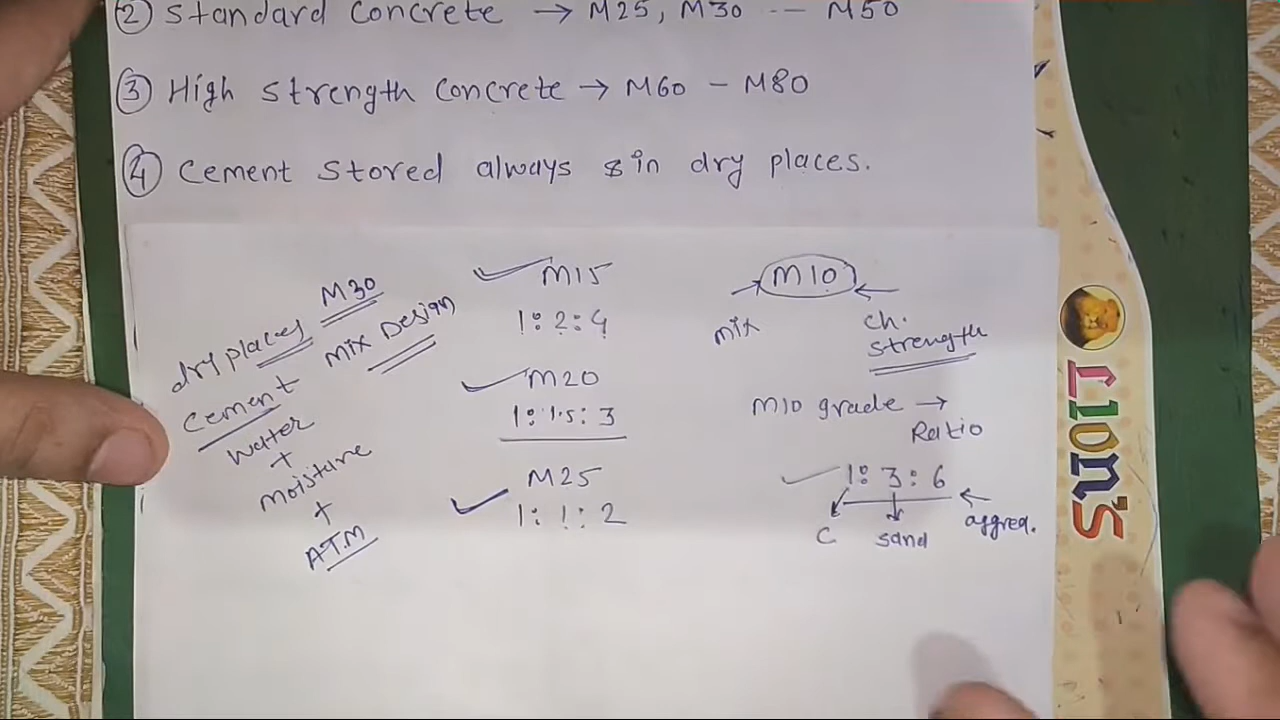 ② Standard Concrete → M25, M30 --- M50
③ High Strength Concrete → M60 - M80
④ Cement Stored always in dry places.
dry places M30
cement Mix Design
water
+
moisture
+
A.T.M
M15
1:2:4
M20
1:1.5:3
M25
1:1:2
M10
mix
ch. strength
M10 grade →
Ratio
1:3:6
C
sand
aggrea.
LION'S